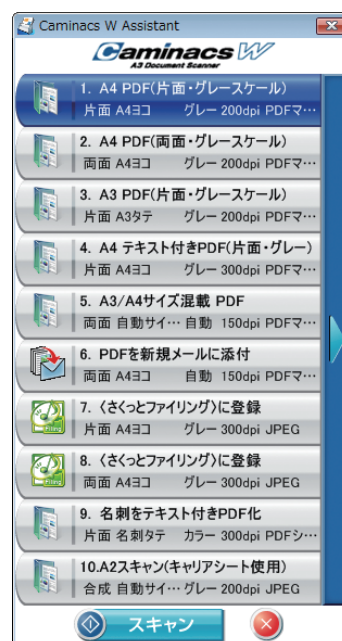 Caminacs W Assistant
Caminacs W
A3 Document Scanner
1. A4 PDF(片面・グレースケール)
片面 A4ヨコ グレー 200dpi PDFマ…
2. A4 PDF(両面・グレースケール)
両面 A4ヨコ グレー 200dpi PDFマ…
3. A3 PDF(片面・グレースケール)
片面 A3タテ グレー 200dpi PDFマ…
4. A4 テキスト付きPDF(片面・グレー)
片面 A4ヨコ グレー 300dpi PDFマ…
5. A3/A4サイズ混載 PDF
両面 自動サイ… 自動 150dpi PDFマ…
6. PDFを新規メールに添付
両面 A4ヨコ 自動 150dpi PDFマ…
7. 〈さくっとファイリング〉に登録
片面 A4ヨコ グレー 300dpi JPEG
8. 〈さくっとファイリング〉に登録
両面 A4ヨコ グレー 300dpi JPEG
9. 名刺をテキスト付きPDF化
片面 名刺タテ カラー 300dpi PDFシ…
10.A2スキャン(キャリアシート使用)
合成 自動サイ… グレー 200dpi JPEG
スキャン